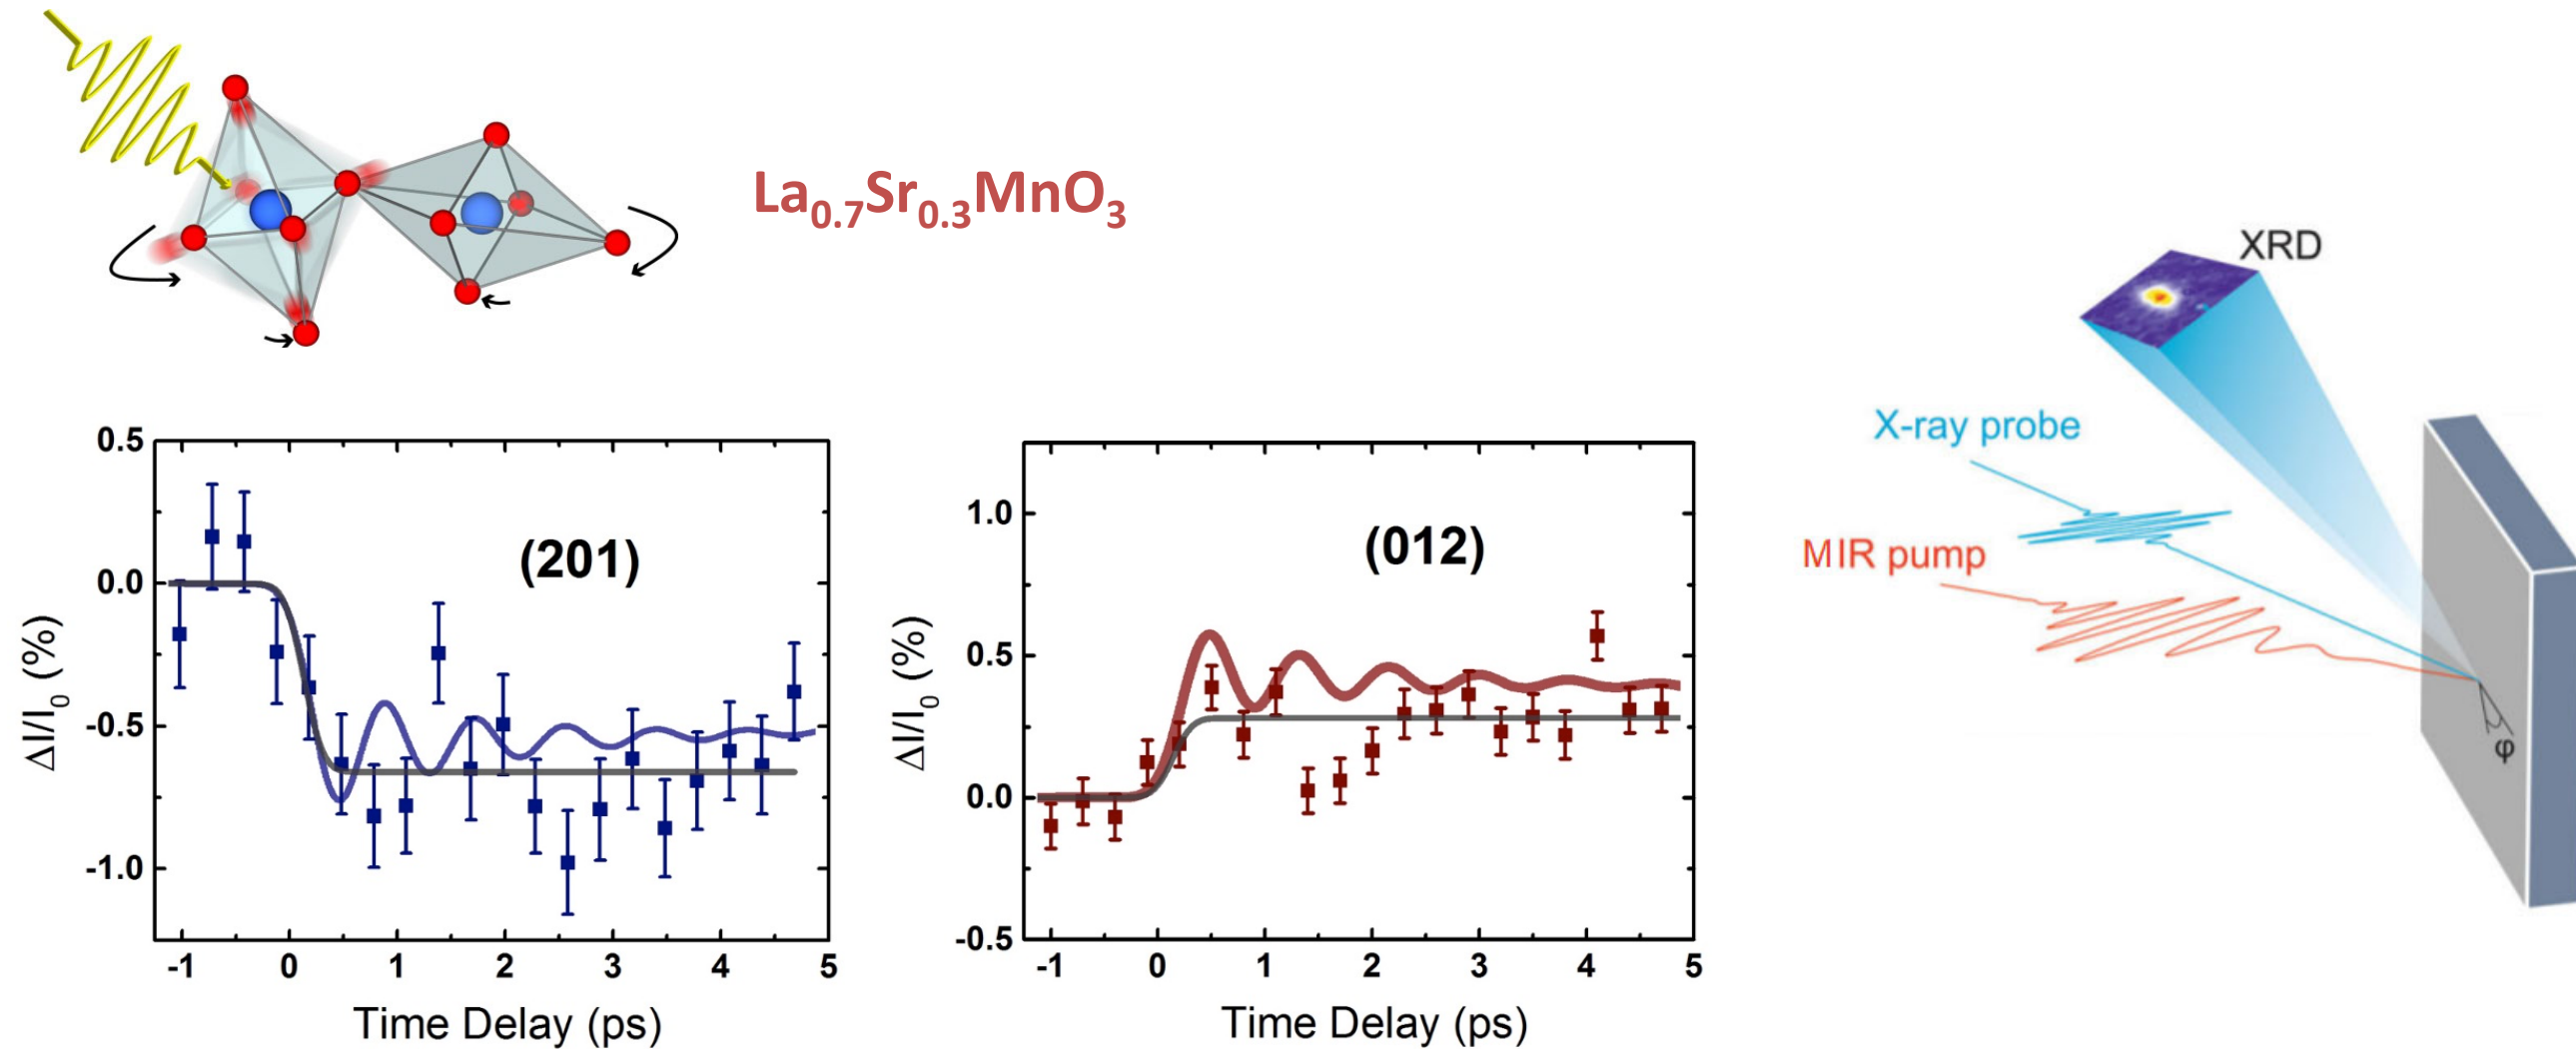 La0.7Sr0.3MnO3
XRD
X-ray probe
MIR pump
φ
(201)
ΔI/I0 (%)
0.5
0.0
-0.5
-1.0
-1 0 1 2 3 4 5
Time Delay (ps)
(012)
ΔI/I0 (%)
1.0
0.5
0.0
-0.5
-1 0 1 2 3 4 5
Time Delay (ps)